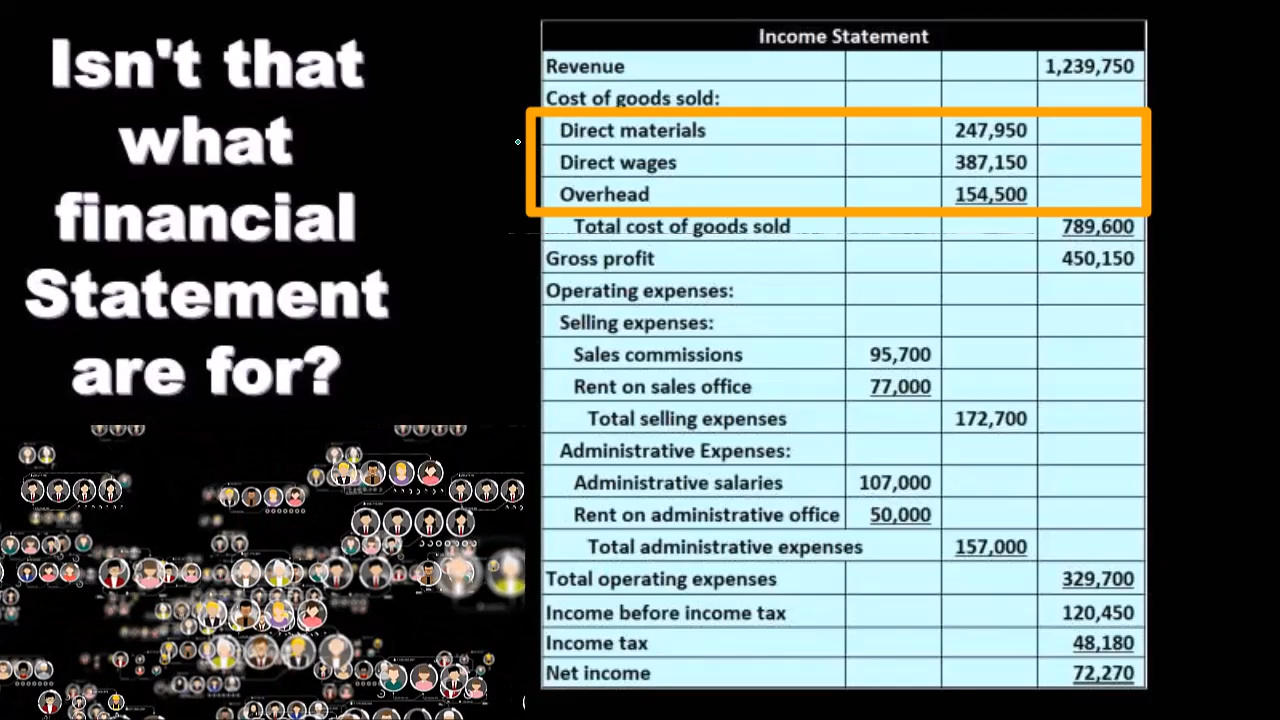 Isn't that
what
financial
Statement
are for?
Income Statement
Revenue 1,239,750
Cost of goods sold:
Direct materials 247,950
Direct wages 387,150
Overhead 154,500
Total cost of goods sold 789,600
Gross profit 450,150
Operating expenses:
Selling expenses:
Sales commissions 95,700
Rent on sales office 77,000
Total selling expenses 172,700
Administrative Expenses:
Administrative salaries 107,000
Rent on administrative office 50,000
Total administrative expenses 157,000
Total operating expenses 329,700
Income before income tax 120,450
Income tax 48,180
Net income 72,270